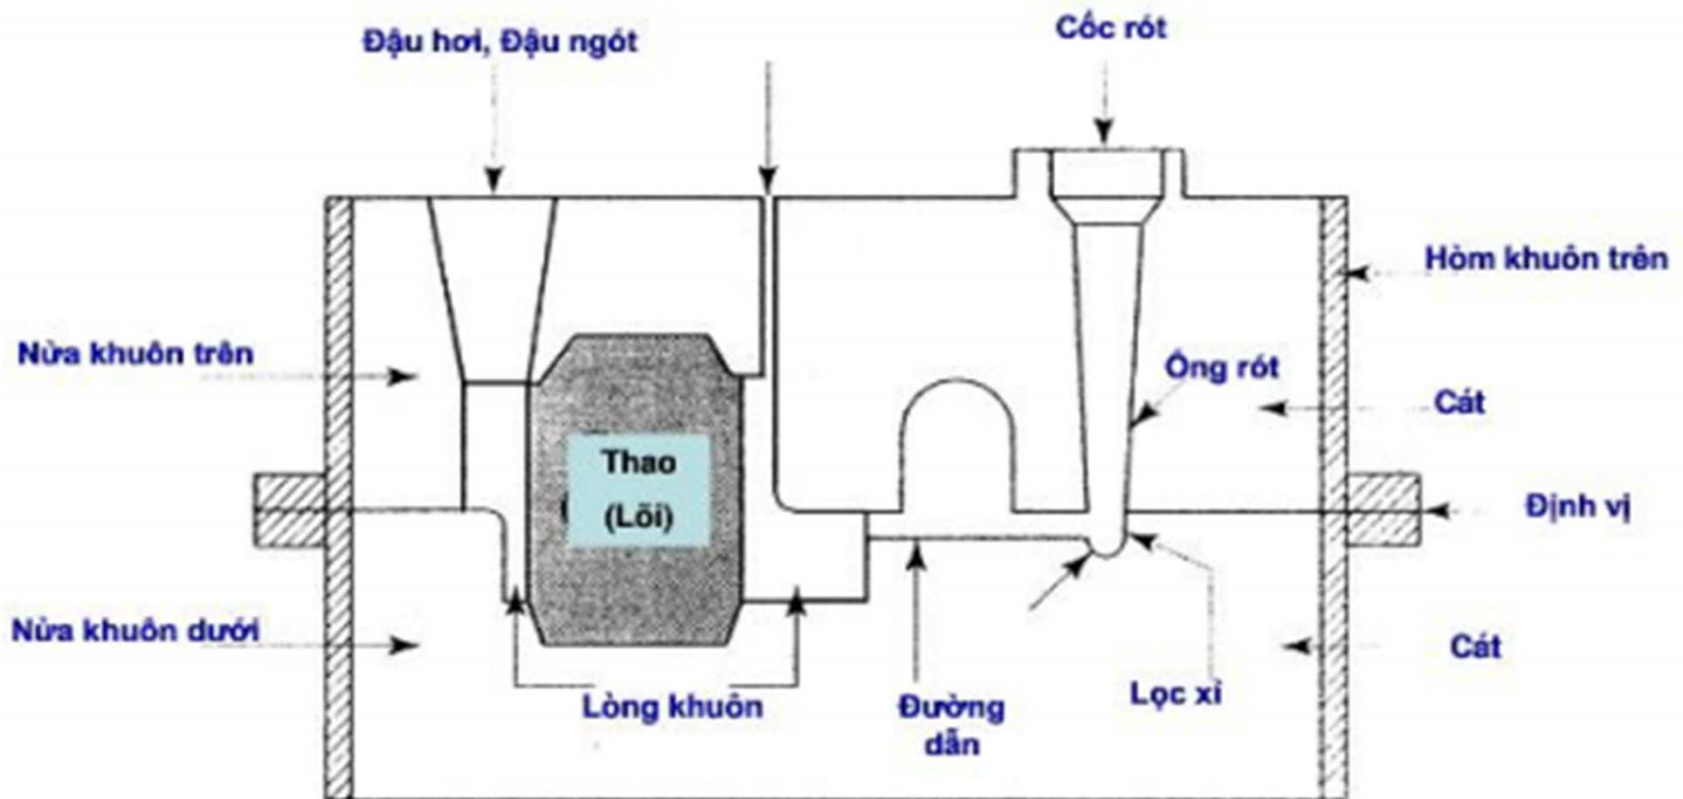 Đậu hơi, Đậu ngót
Cốc rót
Hòm khuôn trên
Nửa khuôn trên
Ống rót
Cát
Thao
(Lõi)
Định vị
Nửa khuôn dưới
Cát
Lòng khuôn
Đường
dẫn
Lọc xỉ